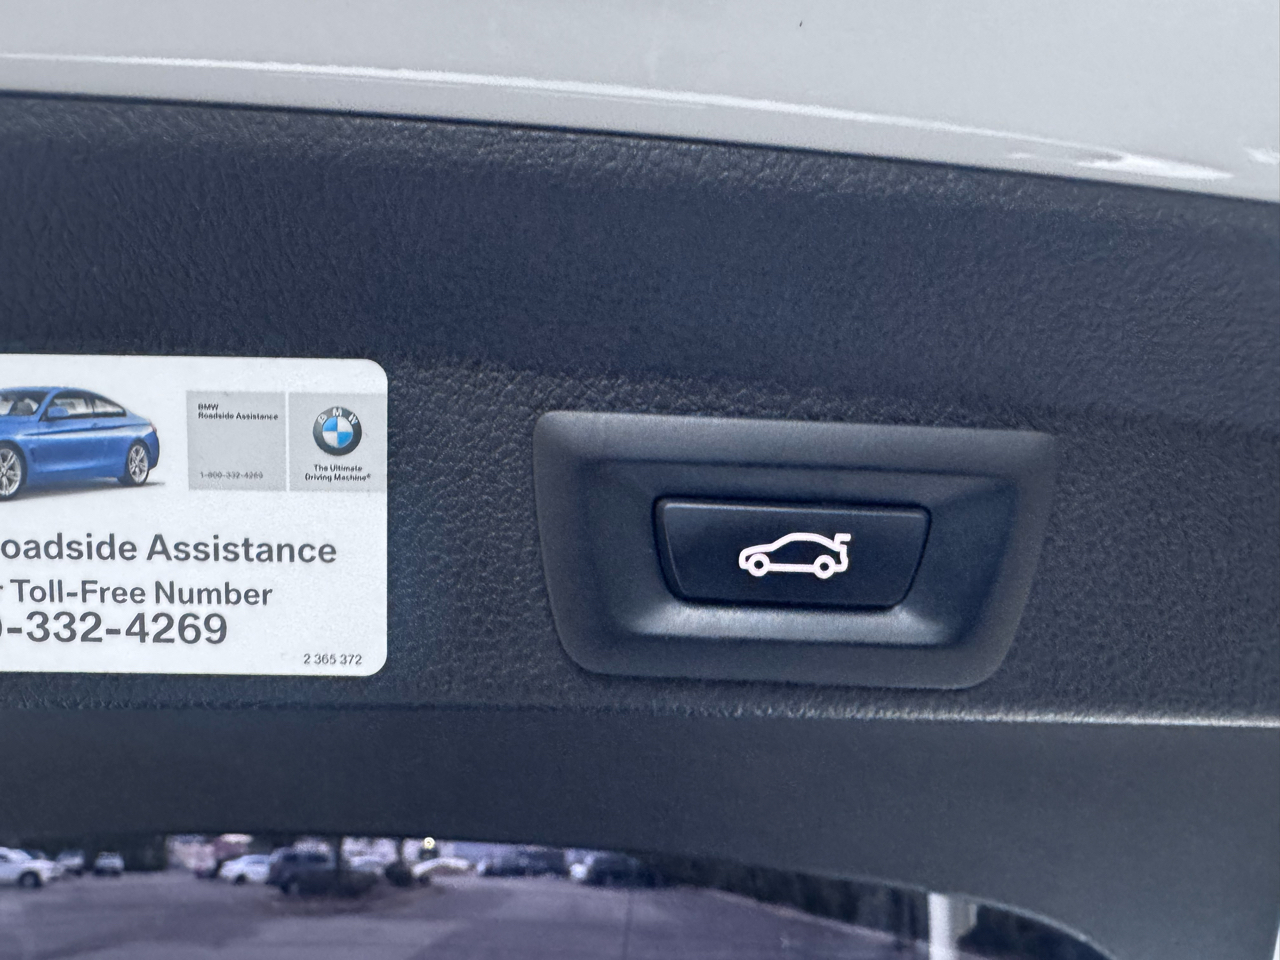 BMW
Roadside Assistance
1-800-332-4269
BMW
The Ultimate
Driving Machine®
oadside Assistance
r Toll-Free Number
0-332-4269
2 365 372